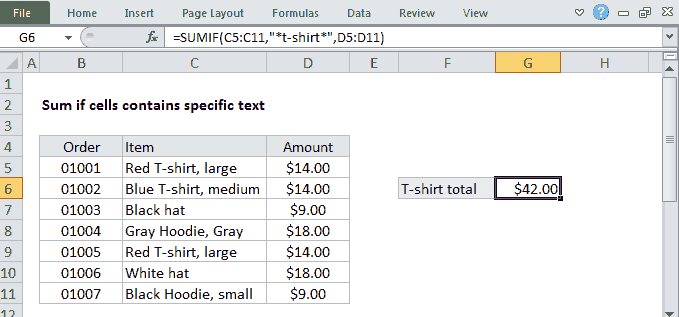 File Home Insert Page Layout Formulas Data Review View
G6 fx =SUMIF(C5:C11,"*t-shirt*",D5:D11)
A B C D E F G H
1
2 Sum if cells contains specific text
3
4 Order Item Amount
5 01001 Red T-shirt, large $14.00
6 01002 Blue T-shirt, medium $14.00 T-shirt total $42.00
7 01003 Black hat $9.00
8 01004 Gray Hoodie, Gray $18.00
9 01005 Red T-shirt, large $14.00
10 01006 White hat $18.00
11 01007 Black Hoodie, small $9.00
12